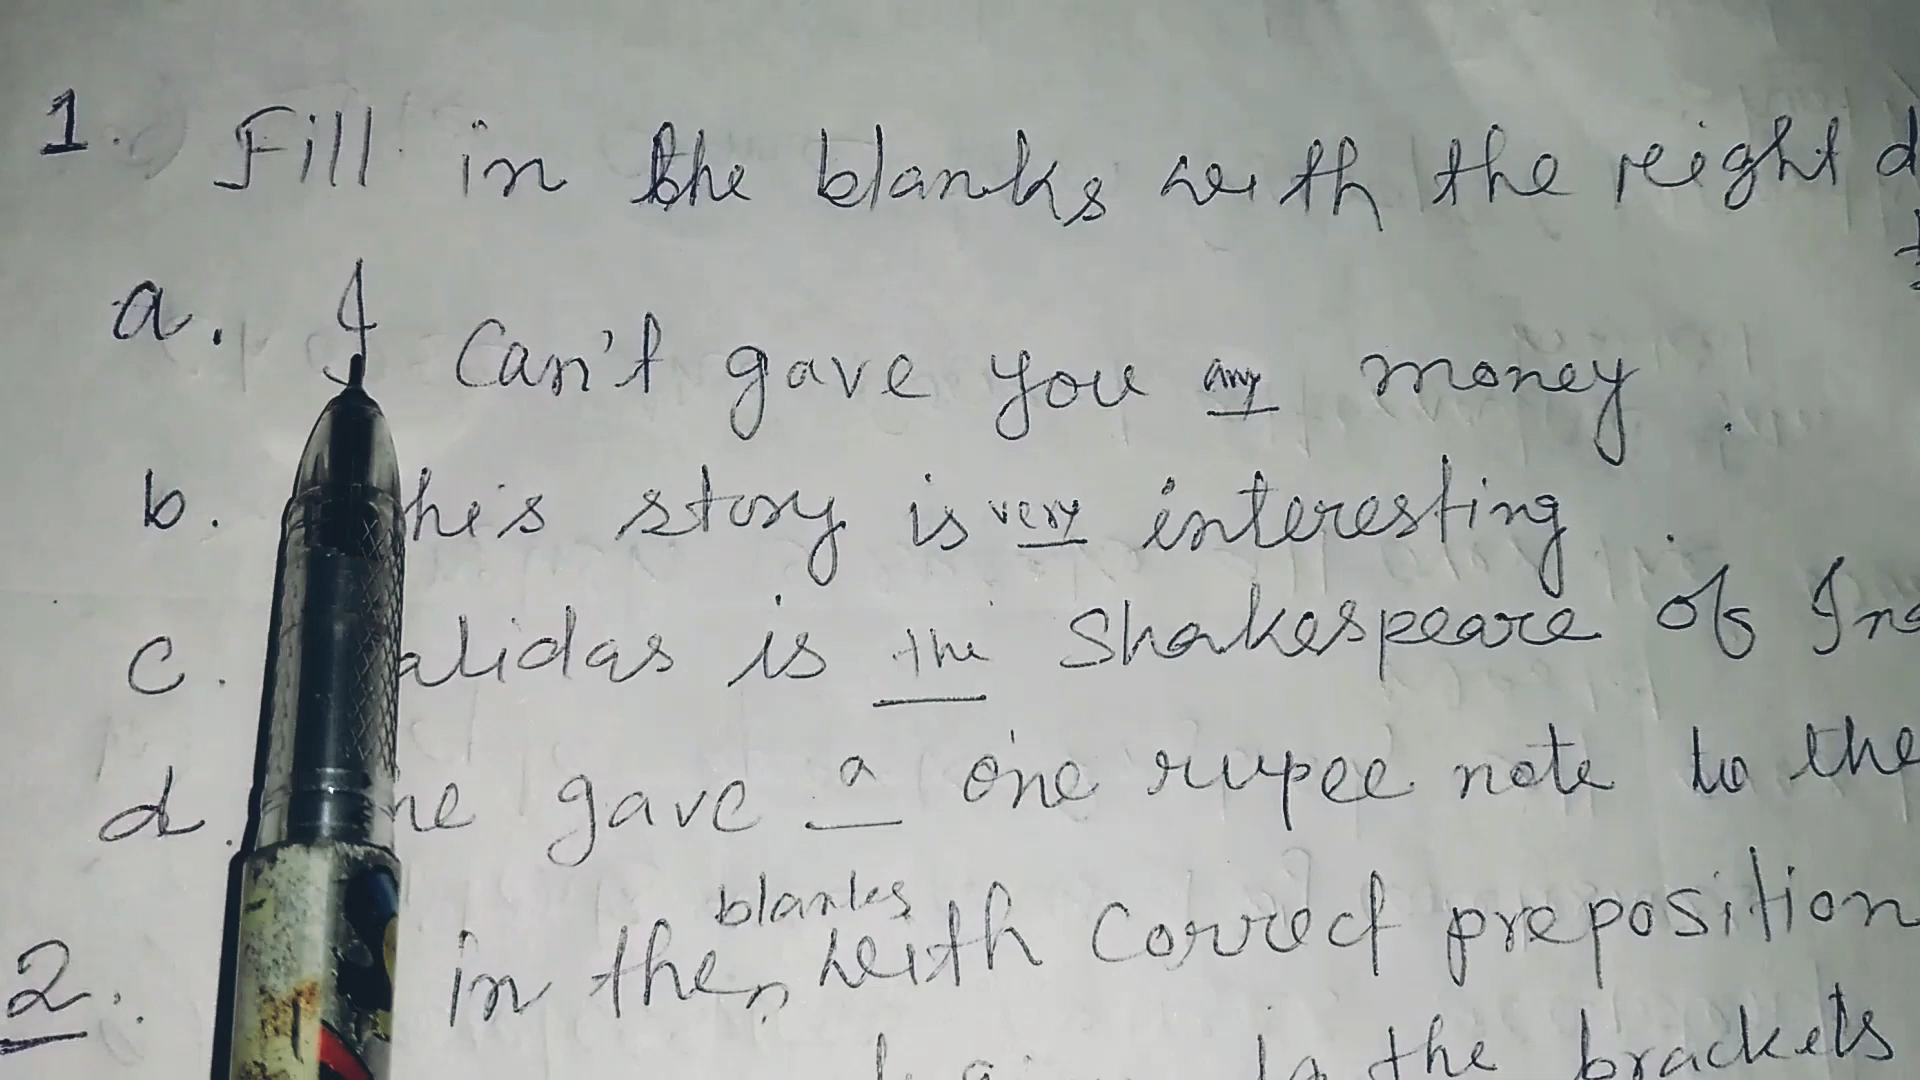 1. Fill in the blanks with the right d
a. I Can't gave you any money.
b. his story is very interesting.
c. alidas is the Shakespeare of Ind
d. he gave a one rupee note to the
2. in the blanks with correct preposition
the brackets